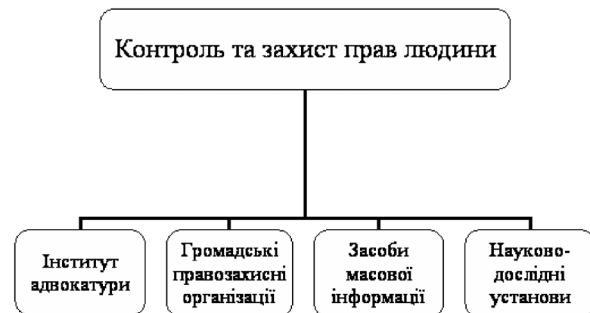 Контроль та захист прав людини
Інститут
адвокатури
Громадські
правозахисні
організації
Засоби
масової
інформації
Науково-
дослідні
установи